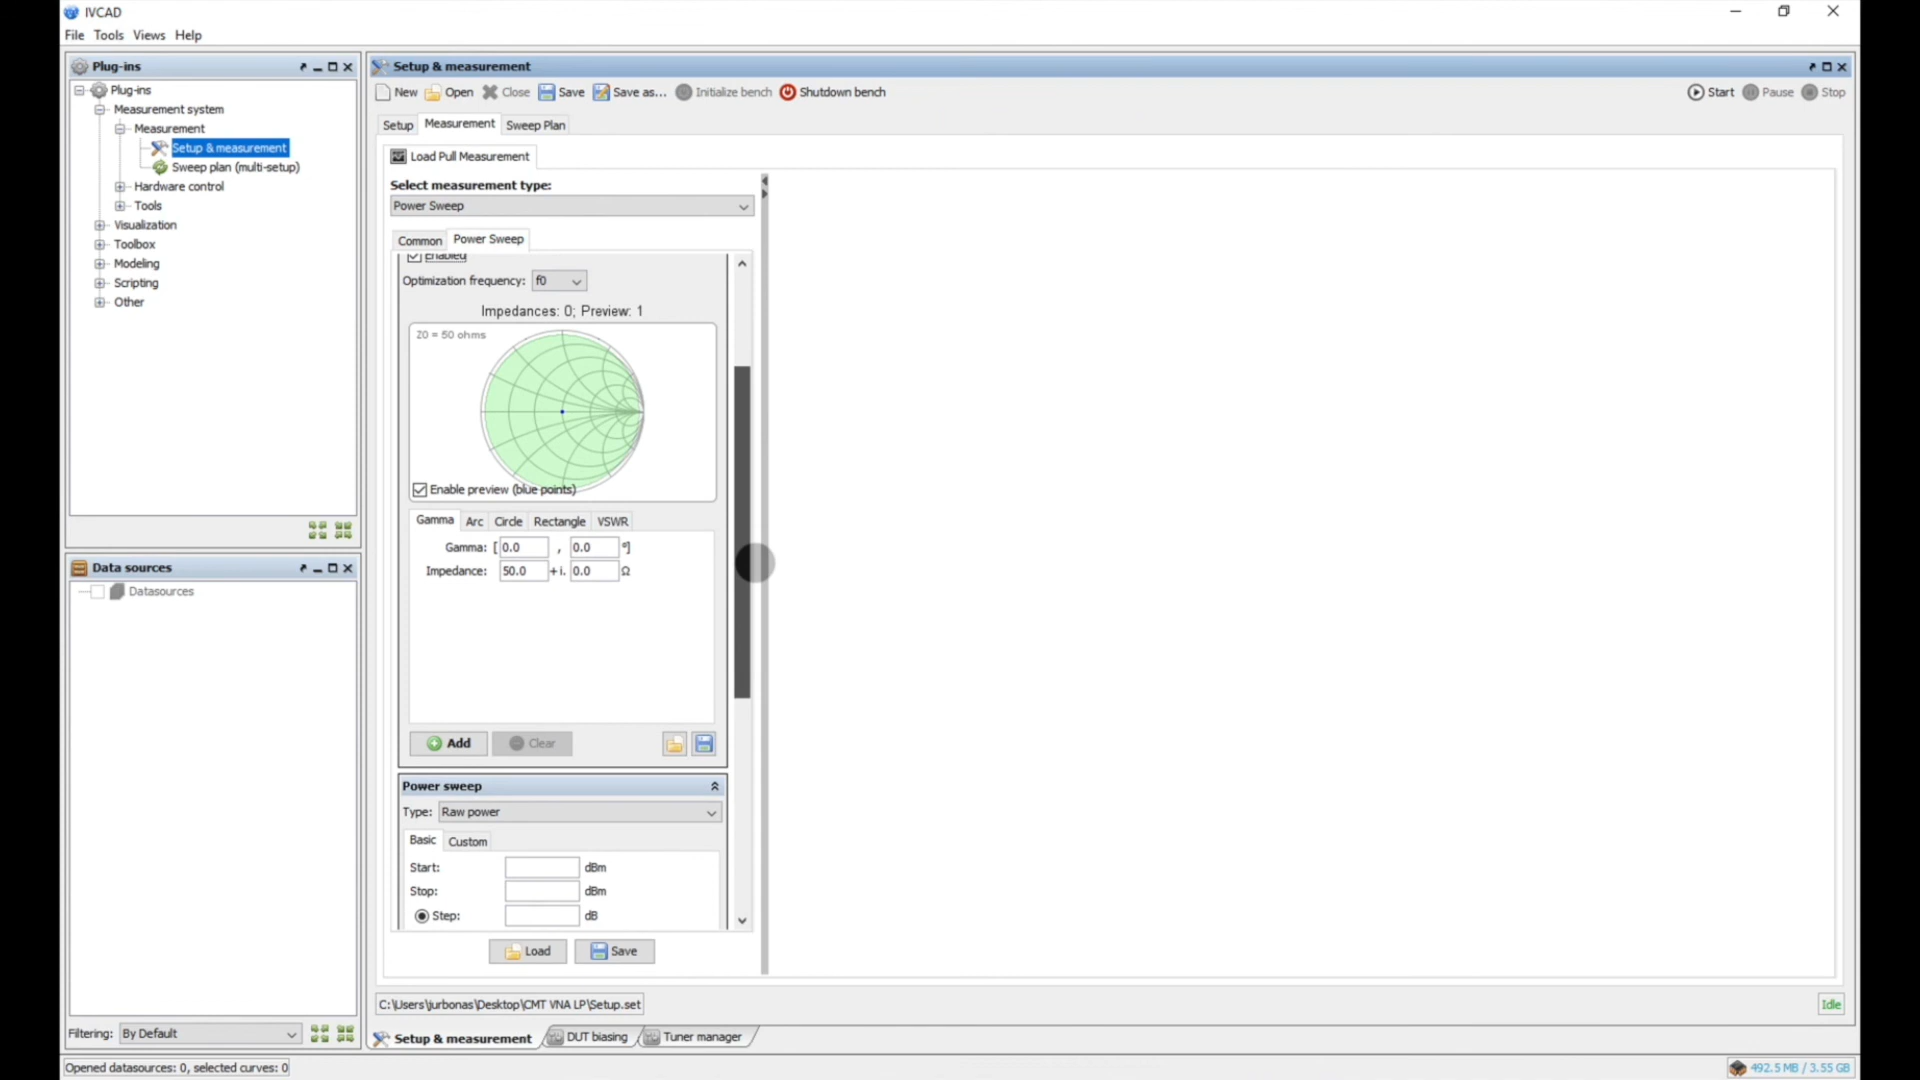 IVCAD
File Tools Views Help
Plug-ins
Plug-ins
Measurement system
Measurement
Setup & measurement
Sweep plan (multi-setup)
Hardware control
Tools
Visualization
Toolbox
Modeling
Scripting
Other
Data sources
Datasources
Filtering: By Default
Opened datasources: 0, selected curves: 0
Setup & measurement
New Open Close Save Save as... Initialize bench Shutdown bench Start Pause Stop
Setup Measurement Sweep Plan
Load Pull Measurement
Select measurement type:
Power Sweep
Common Power Sweep
Enabled
Optimization frequency: f0
Impedances: 0; Preview: 1
Z0 = 50 ohms
Enable preview (blue points)
Gamma Arc Circle Rectangle VSWR
Gamma: [ 0.0 , 0.0 °]
Impedance: 50.0 +i. 0.0 Ω
Add Clear
Power sweep
Type: Raw power
Basic Custom
Start: dBm
Stop: dBm
Step: dB
Load Save
C:\Users\jurbonas\Desktop\CMT VNA LP\Setup.set
Idle
Setup & measurement DUT biasing Tuner manager
492.5 MB / 3.55 GB